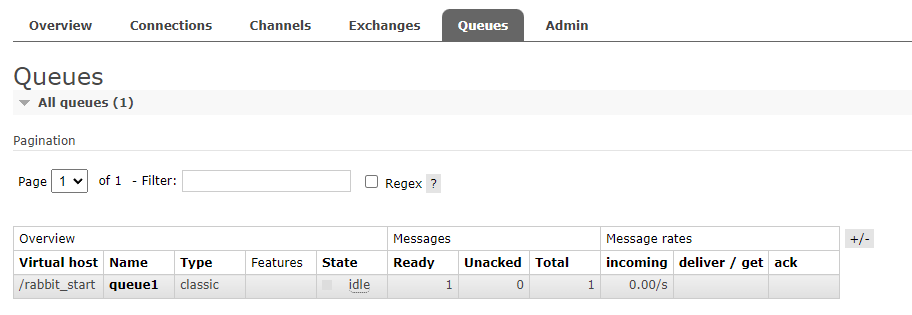 Overview Connections Channels Exchanges Queues Admin
Queues
All queues (1)
Pagination
Page 1 of 1 - Filter: Regex ?
Overview Messages Message rates +/-
Virtual host Name Type Features State Ready Unacked Total incoming deliver / get ack
/rabbit_start queue1 classic idle 1 0 1 0.00/s